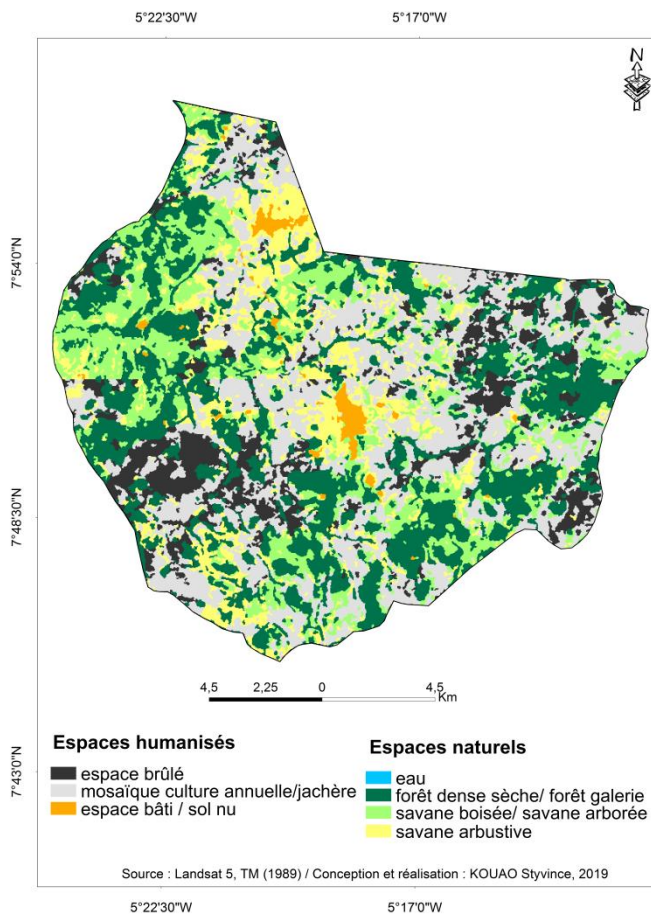 5°22'30"W 5°17'0"W
N
7°54'0"N
7°48'30"N
7°43'0"N
4,5 2,25 0 4,5
Km
Espaces humanisés
espace brûlé
mosaïque culture annuelle/jachère
espace bâti / sol nu
Espaces naturels
eau
forêt dense sèche/ forêt galerie
savane boisée/ savane arborée
savane arbustive
Source : Landsat 5, TM (1989) / Conception et réalisation : KOUAO Styvince, 2019
5°22'30"W 5°17'0"W